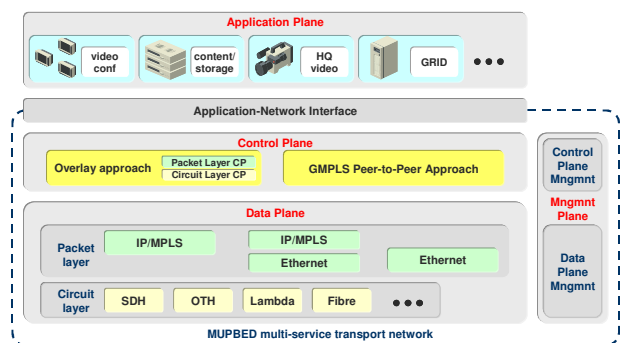 Application Plane
video
conf
content/
storage
HQ
video
GRID
Application-Network Interface
Control Plane
Overlay approach
Packet Layer CP
Circuit Layer CP
GMPLS Peer-to-Peer Approach
Control
Plane
Mngmnt
Mngmnt
Plane
Data
Plane
Mngmnt
Data Plane
Packet
layer
IP/MPLS
IP/MPLS
Ethernet
Ethernet
Circuit
layer
SDH
OTH
Lambda
Fibre
MUPBED multi-service transport network